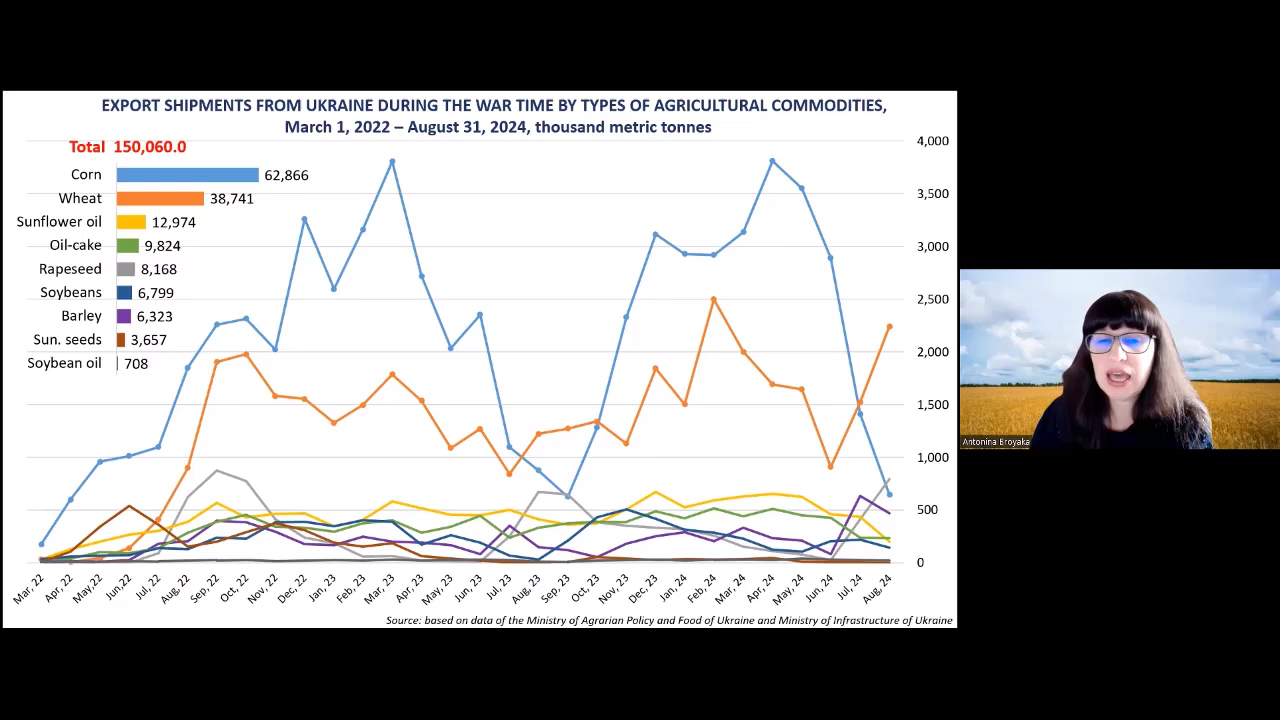 EXPORT SHIPMENTS FROM UKRAINE DURING THE WAR TIME BY TYPES OF AGRICULTURAL COMMODITIES,
March 1, 2022 – August 31, 2024, thousand metric tonnes
Total 150,060.0
Corn 62,866
Wheat 38,741
Sunflower oil 12,974
Oil-cake 9,824
Rapeseed 8,168
Soybeans 6,799
Barley 6,323
Sun. seeds 3,657
Soybean oil 708
4,000
3,500
3,000
2,500
2,000
1,500
1,000
500
0
Mar, 22
Apr, 22
May, 22
Jun, 22
Jul, 22
Aug, 22
Sep, 22
Oct, 22
Nov, 22
Dec, 22
Jan, 23
Feb, 23
Mar, 23
Apr, 23
May, 23
Jun, 23
Jul, 23
Aug, 23
Sep, 23
Oct, 23
Nov, 23
Dec, 23
Jan, 24
Feb, 24
Mar, 24
Apr, 24
May, 24
Jun, 24
Jul, 24
Aug, 24
Source: based on data of the Ministry of Agrarian Policy and Food of Ukraine and Ministry of Infrastructure of Ukraine
Antonina Broyaka